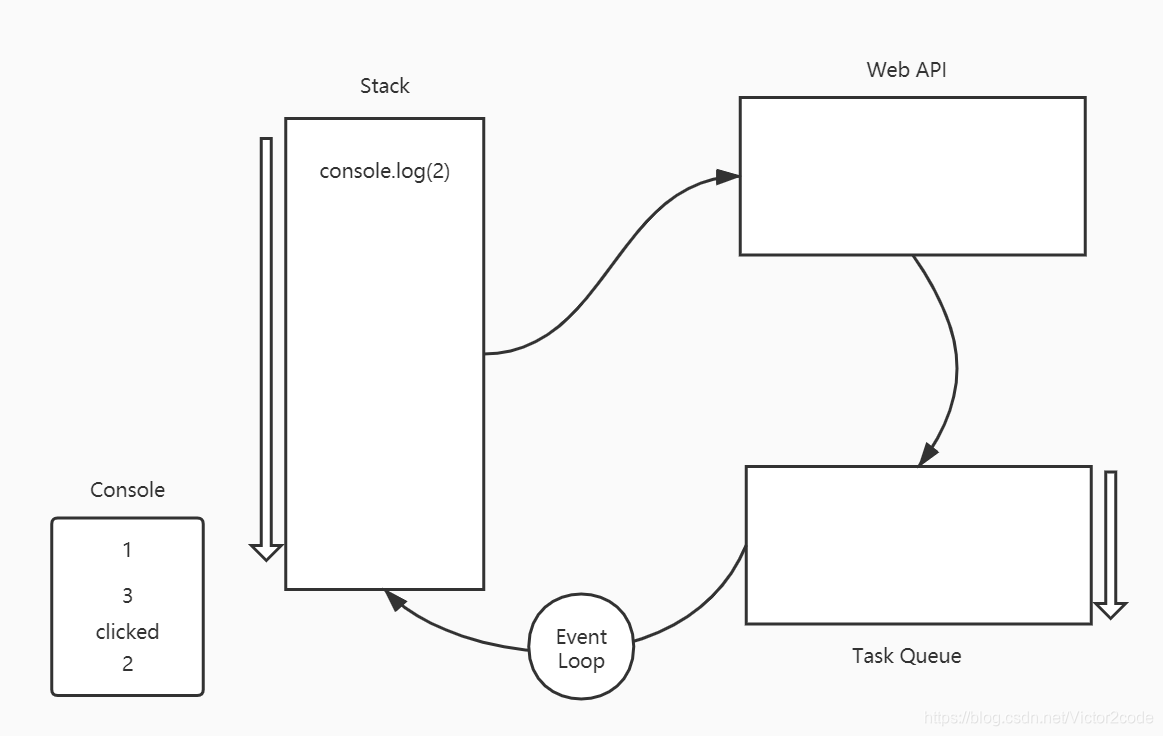 Stack
Web API
console.log(2)
Console
1
3
clicked
2
Event
Loop
Task Queue
https://blog.csdn.net/Victor2code